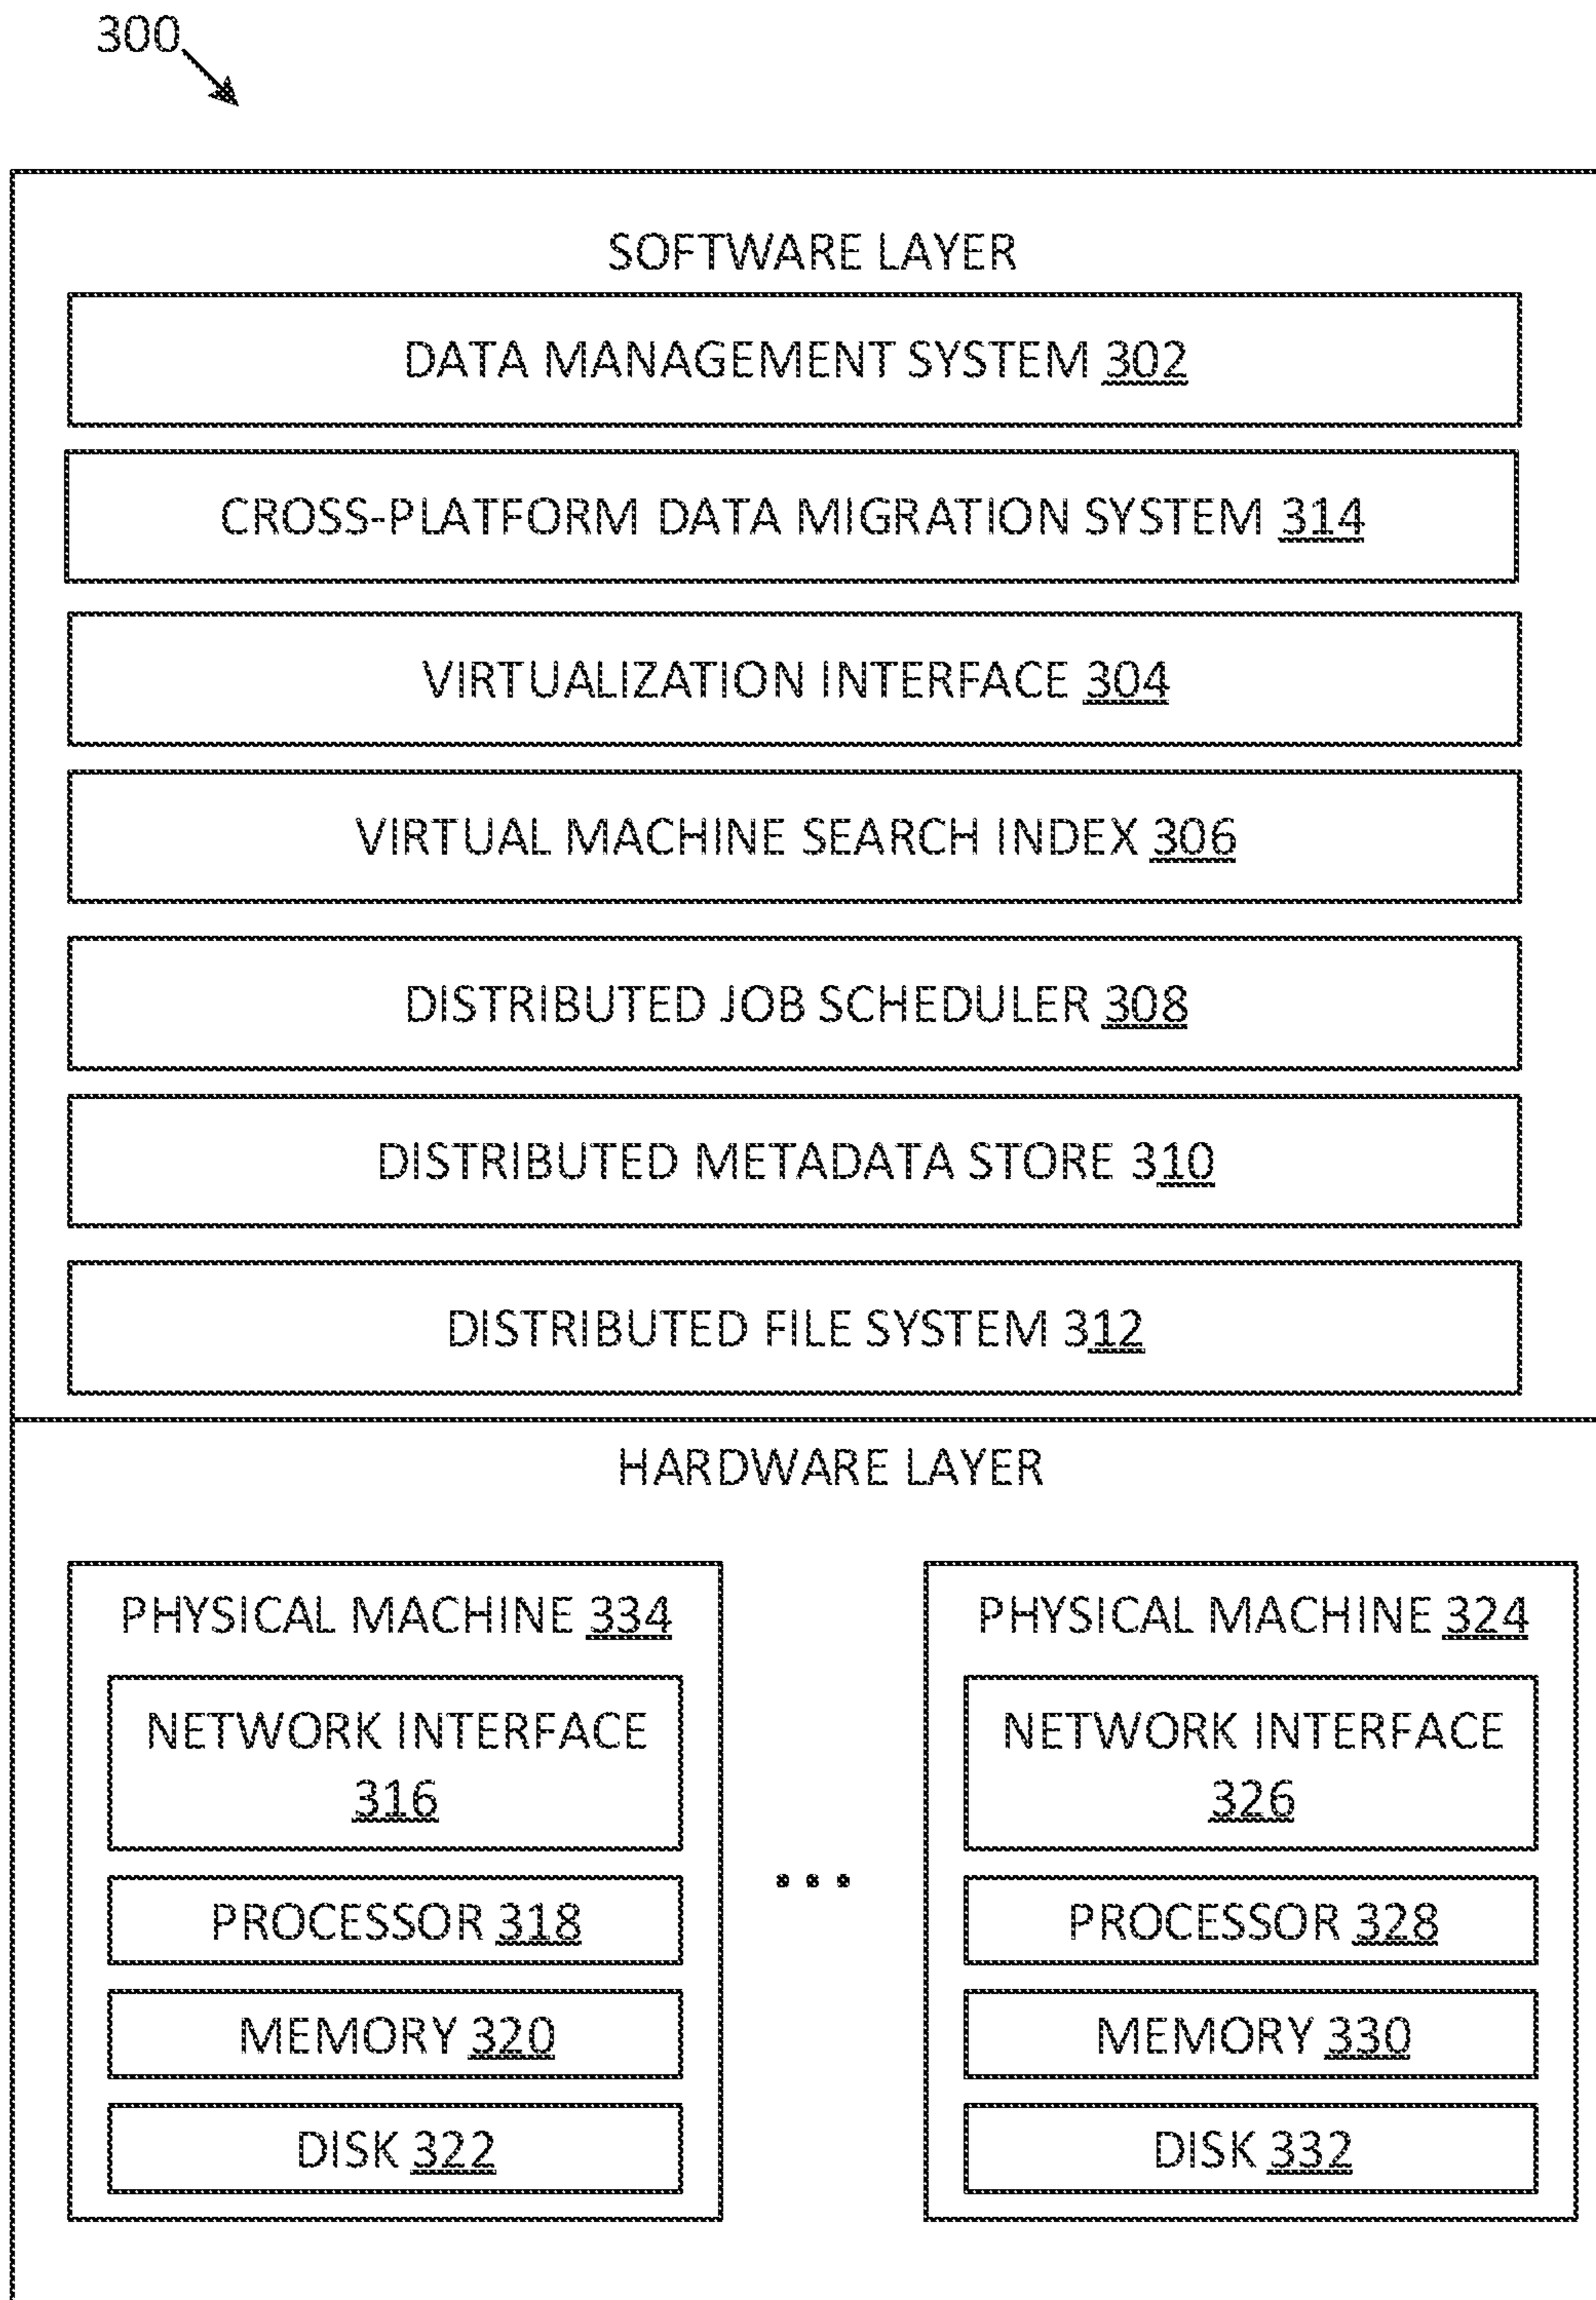 300
SOFTWARE LAYER
DATA MANAGEMENT SYSTEM 302
CROSS-PLATFORM DATA MIGRATION SYSTEM 314
VIRTUALIZATION INTERFACE 304
VIRTUAL MACHINE SEARCH INDEX 306
DISTRIBUTED JOB SCHEDULER 308
DISTRIBUTED METADATA STORE 310
DISTRIBUTED FILE SYSTEM 312
HARDWARE LAYER
PHYSICAL MACHINE 334
NETWORK INTERFACE
316
PROCESSOR 318
MEMORY 320
DISK 322
...
PHYSICAL MACHINE 324
NETWORK INTERFACE
326
PROCESSOR 328
MEMORY 330
DISK 332